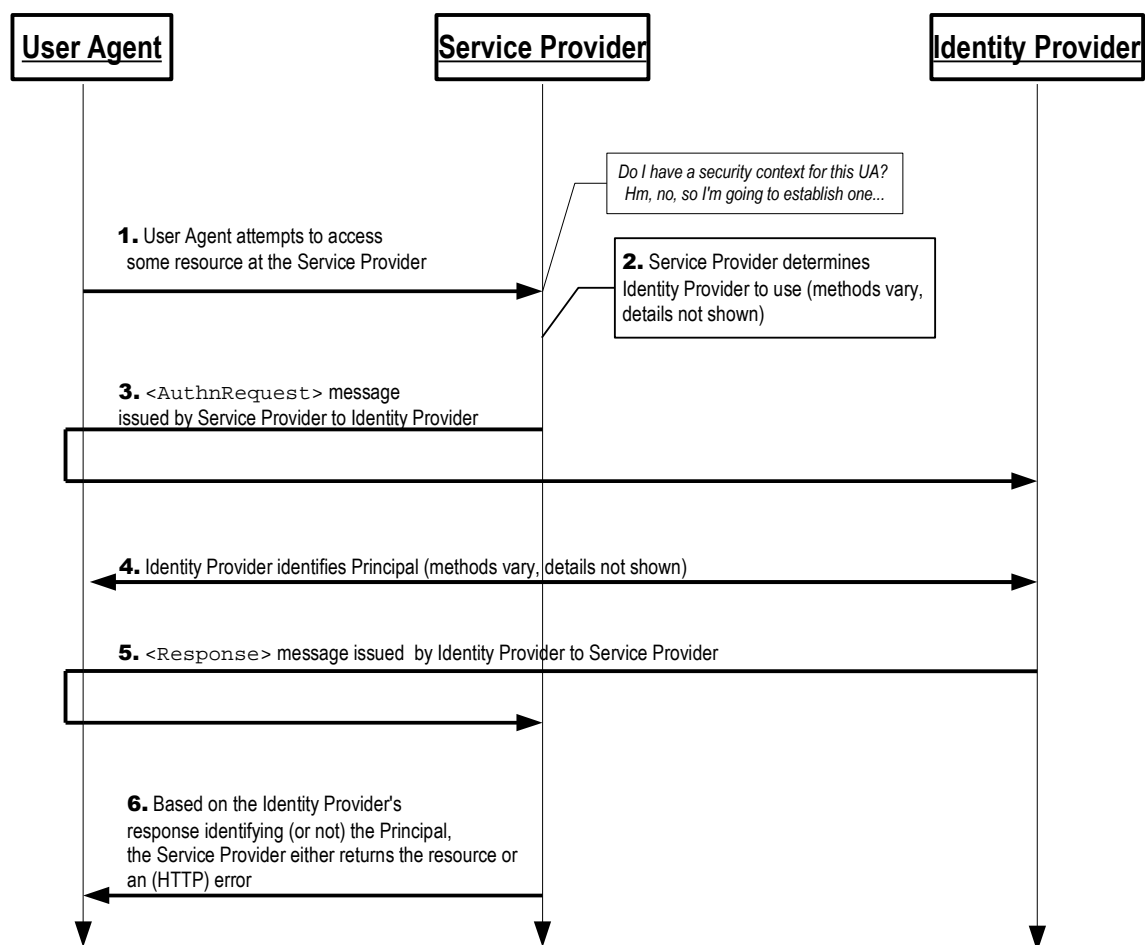 User Agent
Service Provider
Identity Provider
Do I have a security context for this UA?
Hm, no, so I'm going to establish one...
1. User Agent attempts to access
some resource at the Service Provider
2. Service Provider determines
Identity Provider to use (methods vary,
details not shown)
3. <AuthnRequest> message
issued by Service Provider to Identity Provider
4. Identity Provider identifies Principal (methods vary, details not shown)
5. <Response> message issued  by Identity Provider to Service Provider
6. Based on the Identity Provider's
response identifying (or not) the Principal,
the Service Provider either returns the resource or
an (HTTP) error